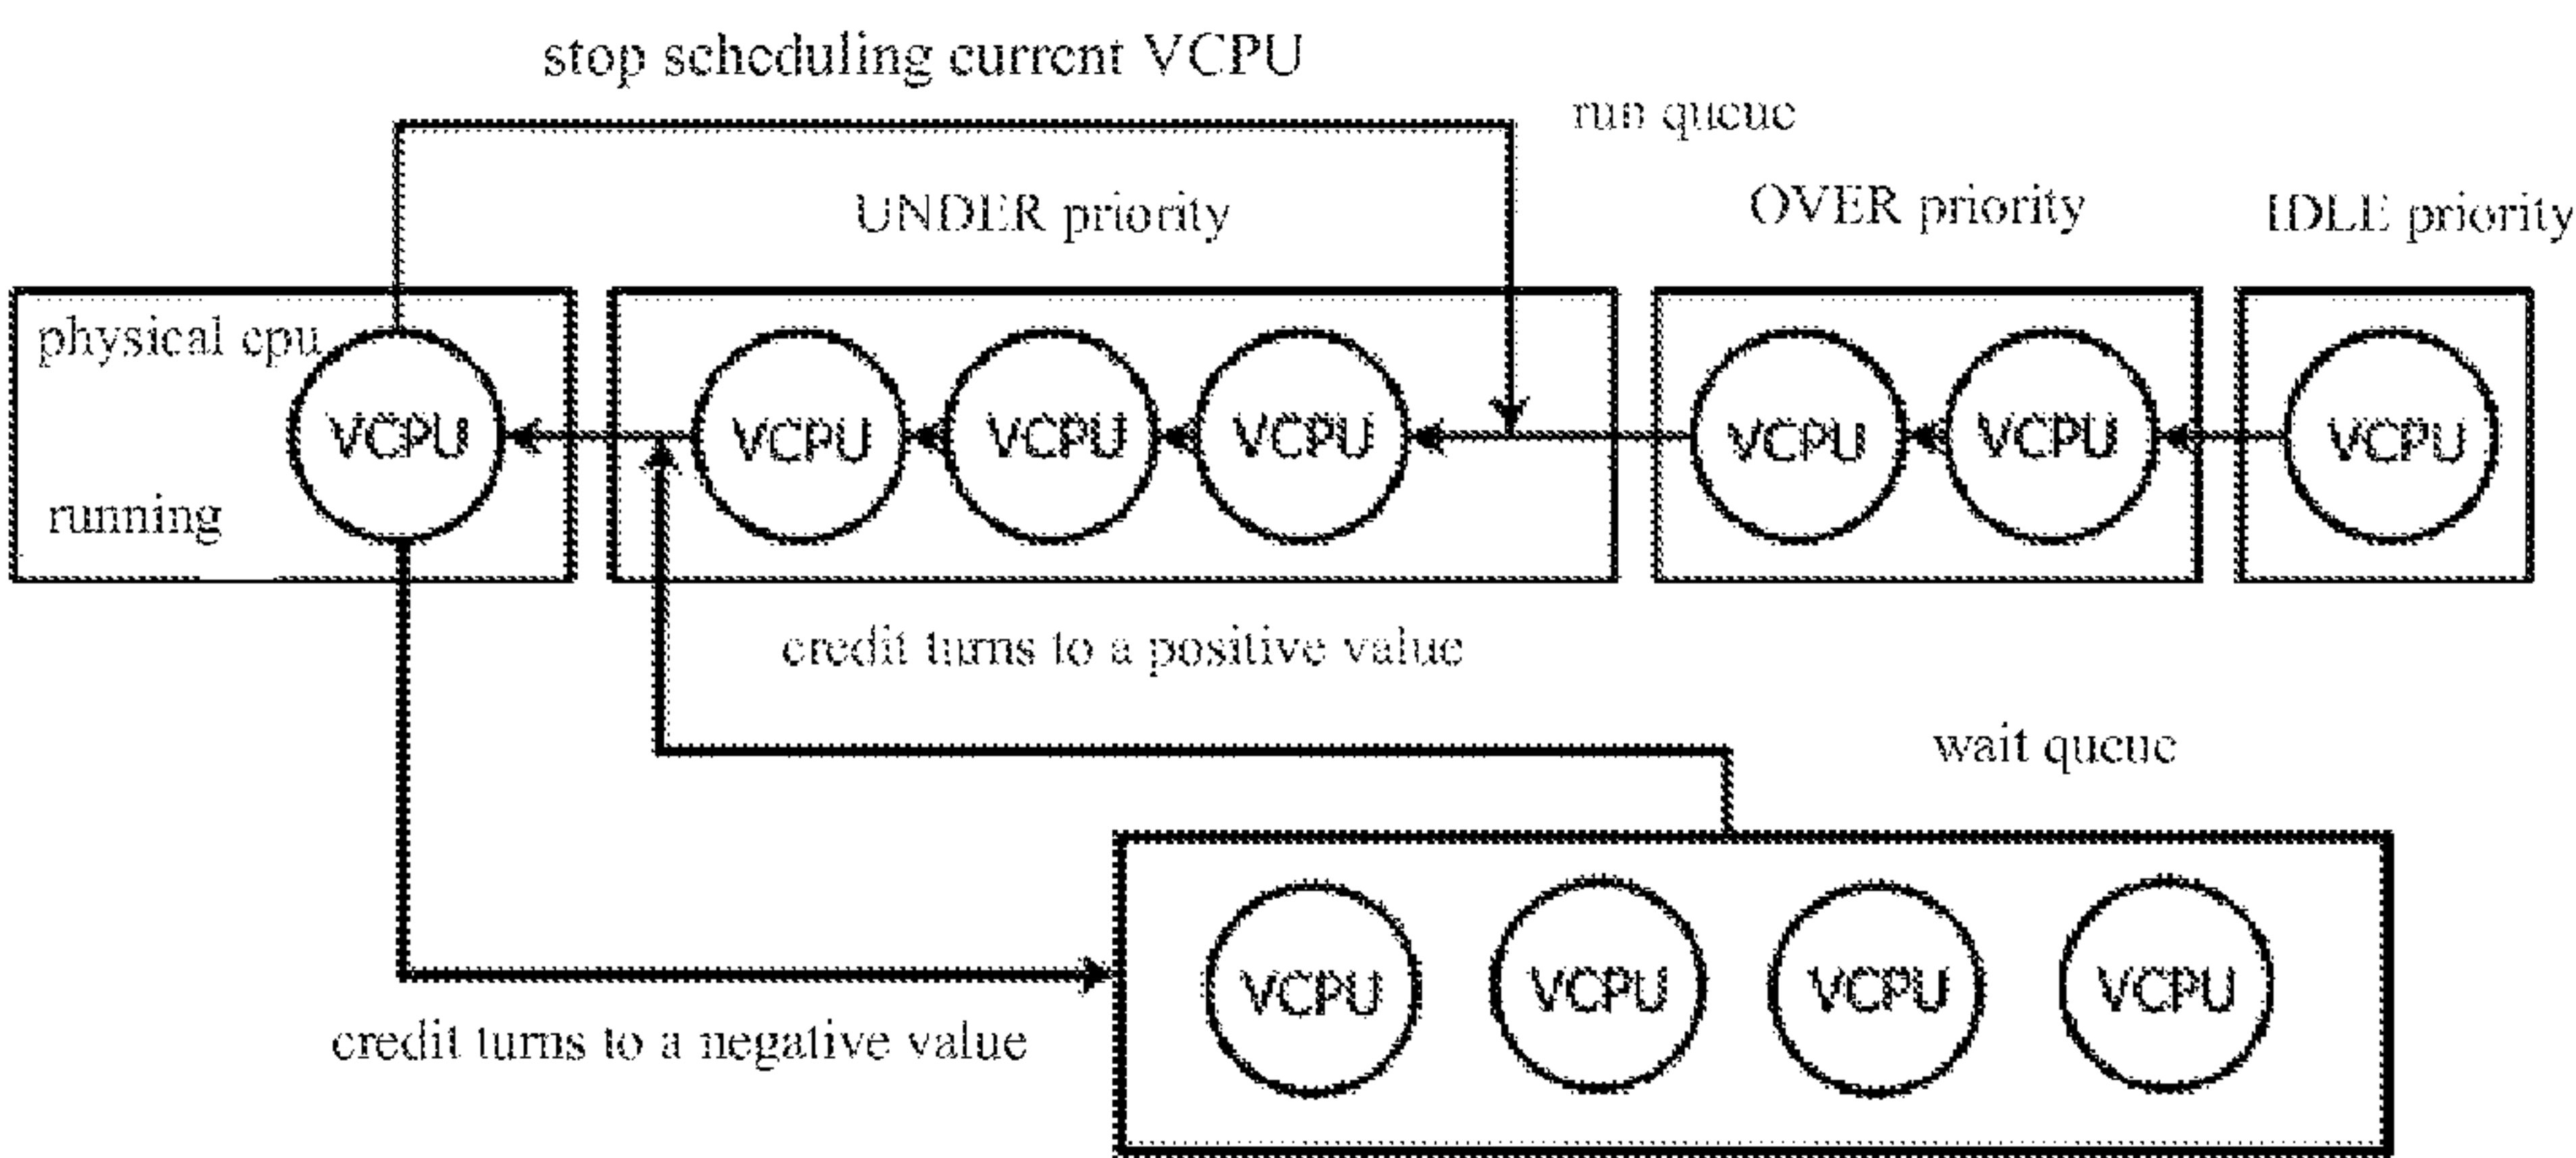 stop scheduling current VCPU
run queue
UNDER priority
OVER priority
IDLE priority
physical cpu
VCPU
VCPU
VCPU
VCPU
VCPU
VCPU
VCPU
running
credit turns to a positive value
wait queue
VCPU
VCPU
VCPU
VCPU
credit turns to a negative value